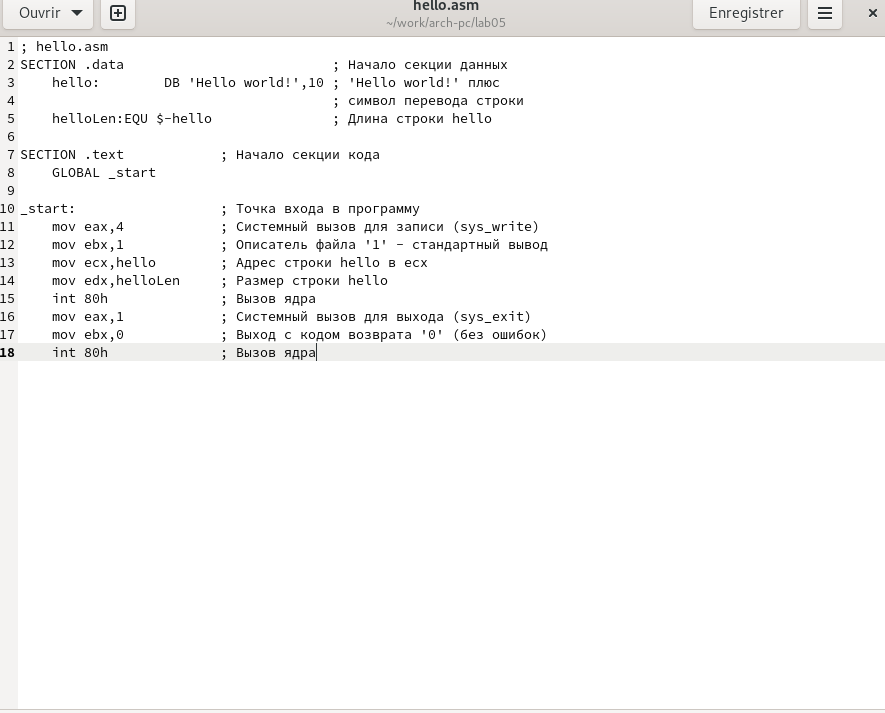 hello.asm
Ouvrir
~/work/arch-pc/lab05
Enregistrer
1 ; hello.asm
2 SECTION .data                          ; Начало секции данных
3     hello:        DB 'Hello world!',10 ; 'Hello world!' плюс
4                                        ; символ перевода строки
5     helloLen:EQU $-hello               ; Длина строки hello
6
7 SECTION .text            ; Начало секции кода
8     GLOBAL _start
9
10 _start:                  ; Точка входа в программу
11     mov eax,4            ; Системный вызов для записи (sys_write)
12     mov ebx,1            ; Описатель файла '1' - стандартный вывод
13     mov ecx,hello        ; Адрес строки hello в ecx
14     mov edx,helloLen     ; Размер строки hello
15     int 80h              ; Вызов ядра
16     mov eax,1            ; Системный вызов для выхода (sys_exit)
17     mov ebx,0            ; Выход с кодом возврата '0' (без ошибок)
18     int 80h              ; Вызов ядра